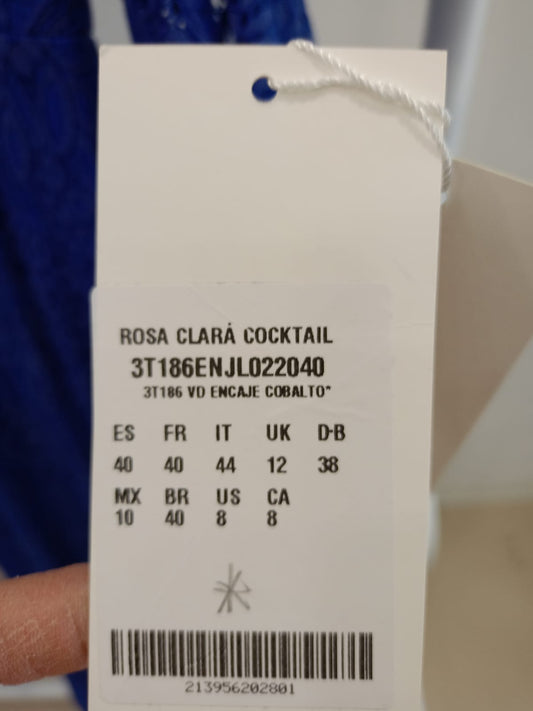 ROSA CLARÁ COCKTAIL
3T186ENJL022040
3T186 VD ENCAJE COBALTO*
ES FR IT UK D-B
40 40 44 12 38
MX BR US CA
10 40 8 8
213956202801